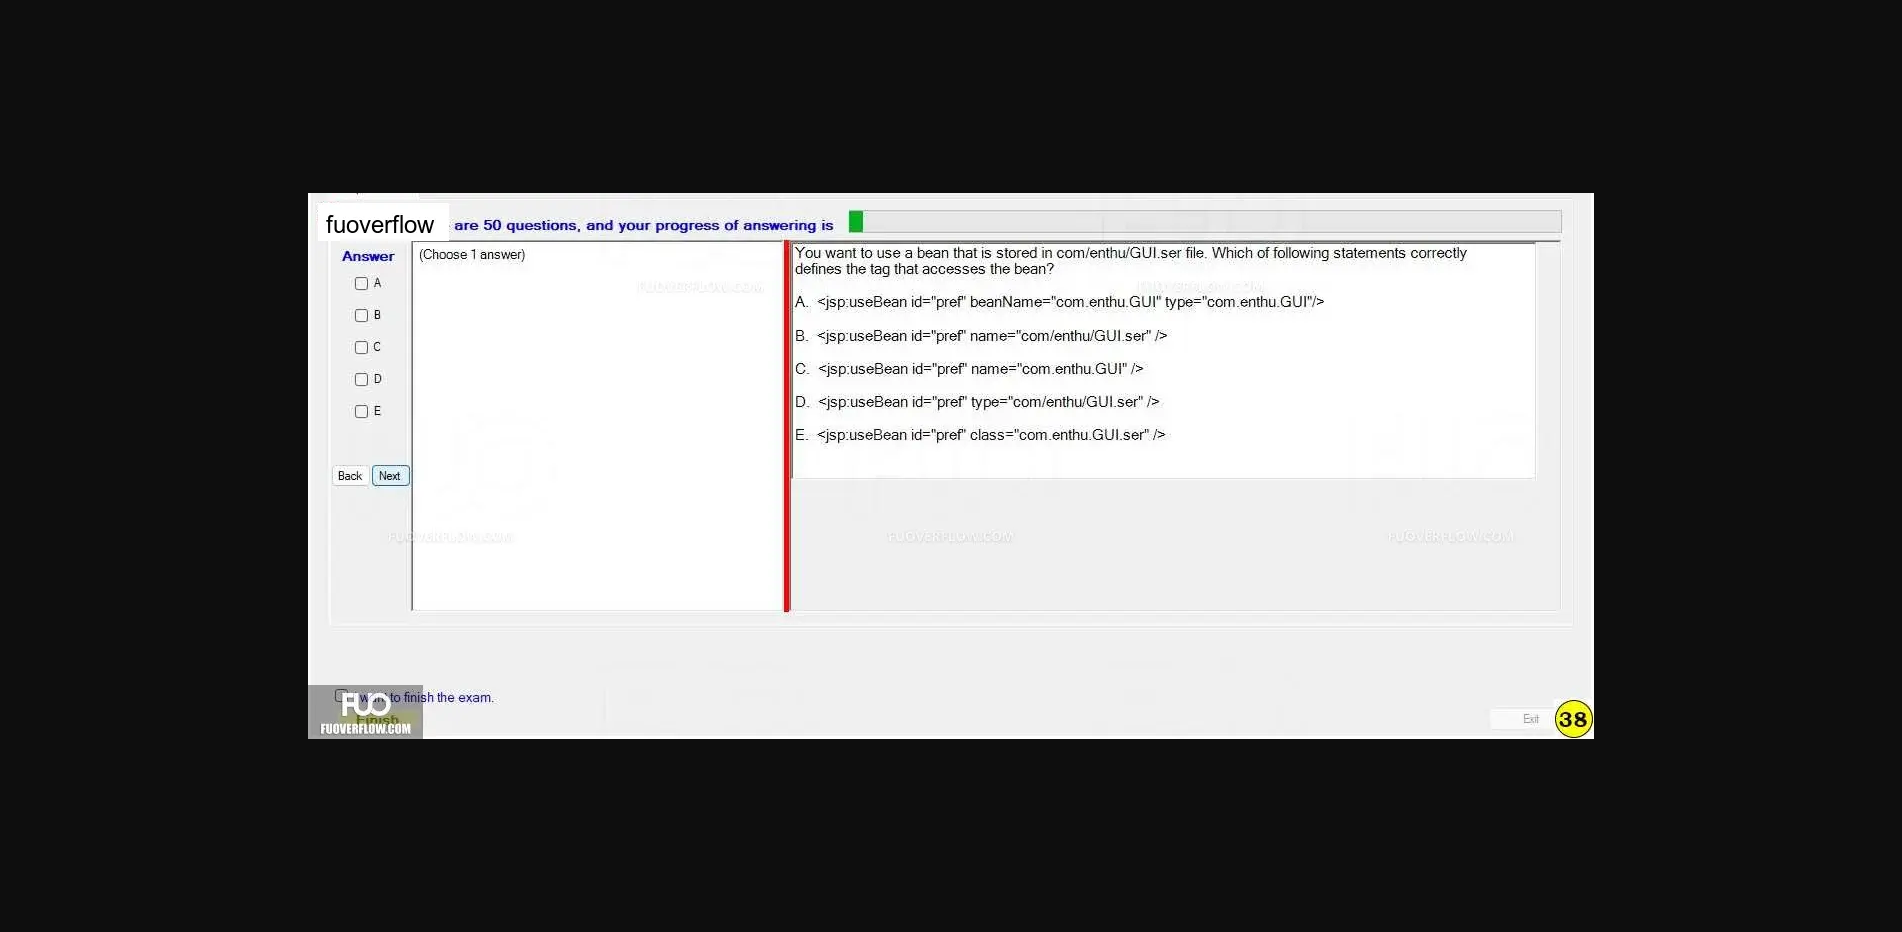 fuoverflow are 50 questions, and your progress of answering is
Answer
(Choose 1 answer)
A
B
C
D
E
Back Next
You want to use a bean that is stored in com/enthu/GUI.ser file. Which of following statements correctly
defines the tag that accesses the bean?
A. <jsp:useBean id="pref" beanName="com.enthu.GUI" type="com.enthu.GUI"/>
B. <jsp:useBean id="pref" name="com/enthu/GUI.ser" />
C. <jsp:useBean id="pref" name="com.enthu.GUI" />
D. <jsp:useBean id="pref" type="com/enthu/GUI.ser" />
E. <jsp:useBean id="pref" class="com.enthu.GUI.ser" />
FUOVERFLOW.COM FUOVERFLOW.COM
FUOVERFLOW.COM FUOVERFLOW.COM FUOVERFLOW.COM
want to finish the exam.
FUO
Finish
FUOVERFLOW.COM
Exit 38